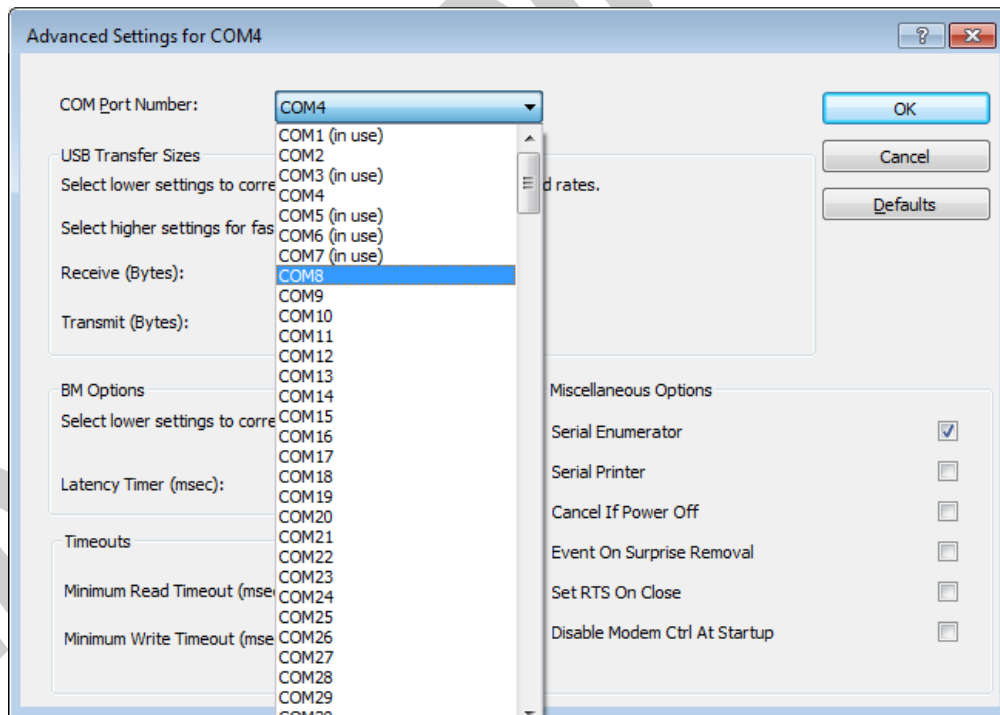 Advanced Settings for COM4
COM Port Number:
COM4
OK
COM1 (in use)
COM2
COM3 (in use)
COM4
COM5 (in use)
COM6 (in use)
COM7 (in use)
COM8
COM9
COM10
COM11
COM12
COM13
COM14
COM15
COM16
COM17
COM18
COM19
COM20
COM21
COM22
COM23
COM24
COM25
COM26
COM27
COM28
COM29
Cancel
Defaults
USB Transfer Sizes
Select lower settings to corre d rates.
Select higher settings for fas
Receive (Bytes):
Transmit (Bytes):
BM Options
Select lower settings to corre
Latency Timer (msec):
Timeouts
Minimum Read Timeout (mse
Minimum Write Timeout (mse
Miscellaneous Options
Serial Enumerator
Serial Printer
Cancel If Power Off
Event On Surprise Removal
Set RTS On Close
Disable Modem Ctrl At Startup